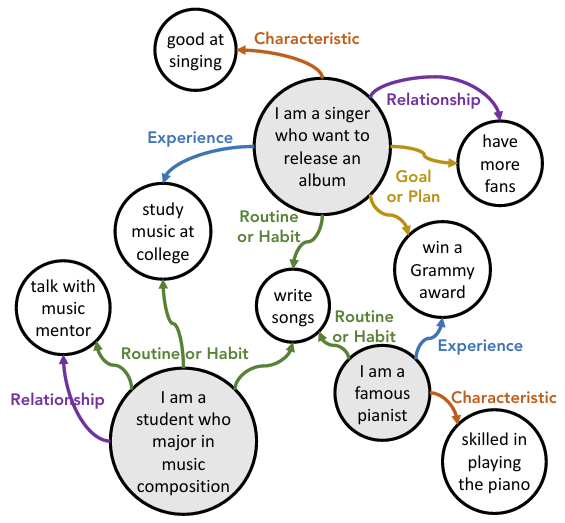 good at
singing
Characteristic
I am a singer
who want to
release an
album
Relationship
have
more
fans
Experience
study
music at
college
Goal
or Plan
Routine
or Habit
win a
Grammy
award
talk with
music
mentor
write
songs
Routine
or Habit
Routine or Habit
Experience
I am a
famous
pianist
Relationship
I am a
student who
major in
music
composition
Characteristic
skilled in
playing
the piano